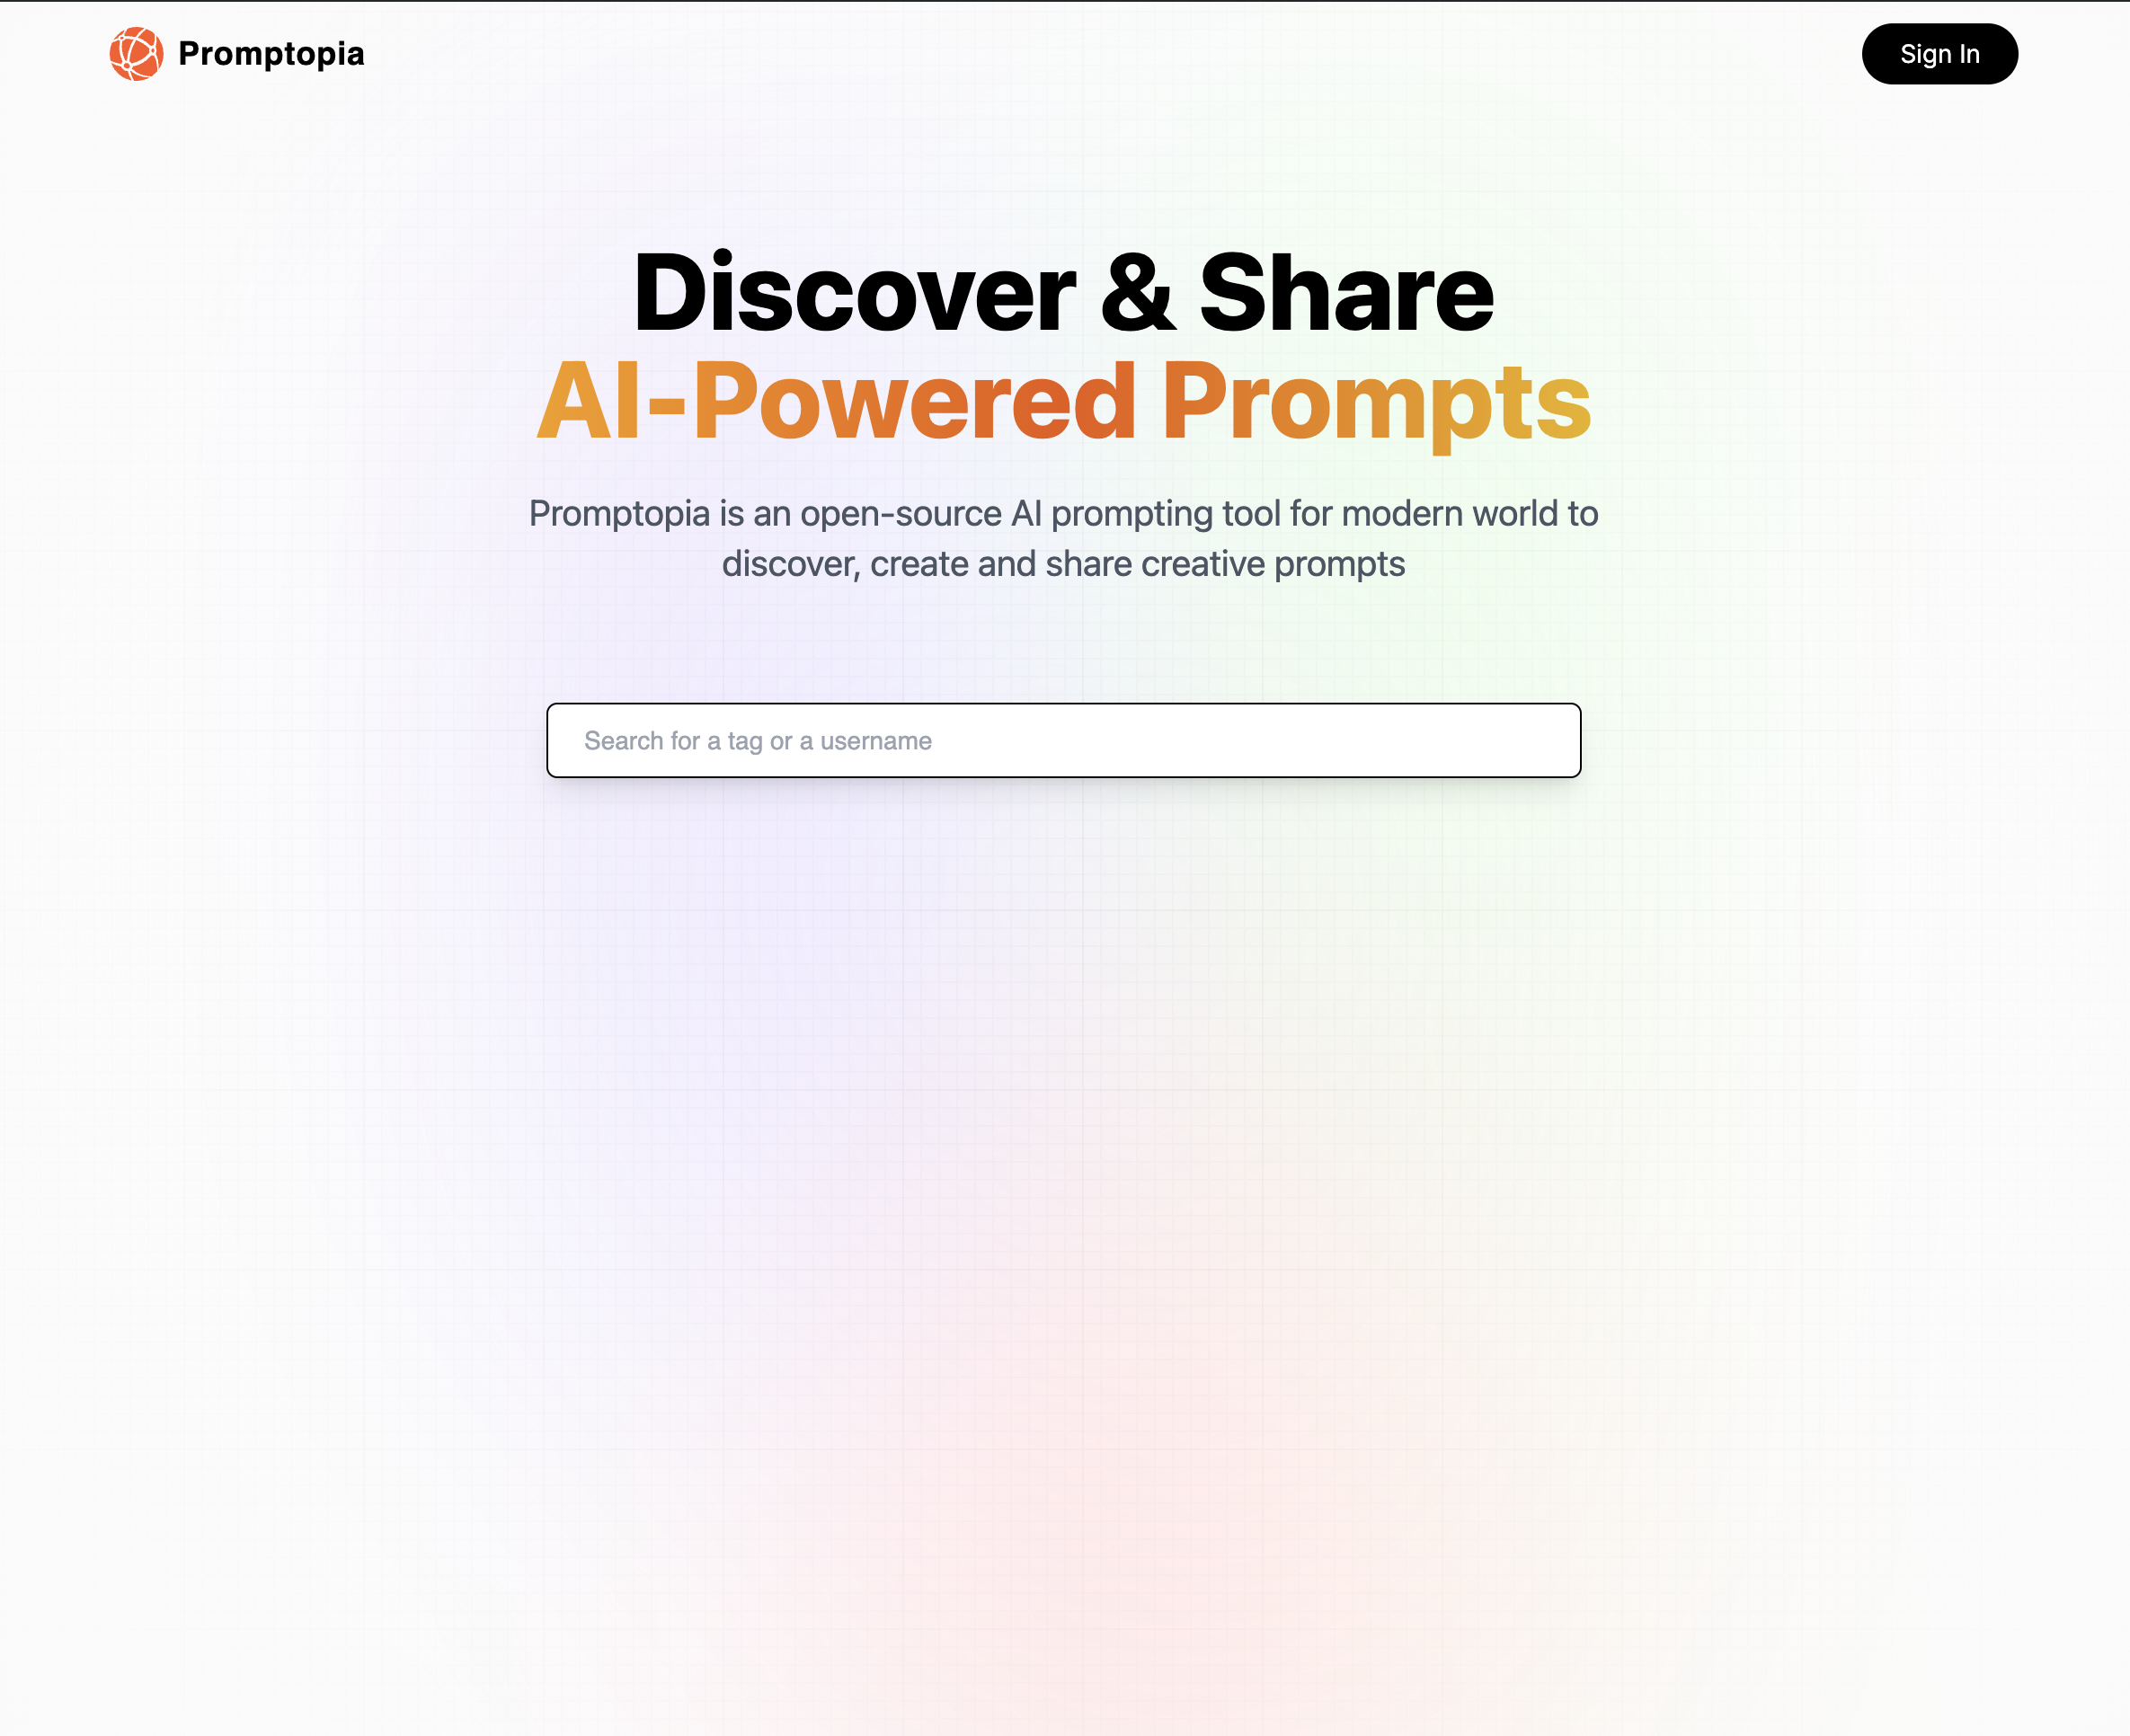 Promptopia
Sign In
Discover & Share
AI-Powered Prompts
Promptopia is an open-source AI prompting tool for modern world to
discover, create and share creative prompts
Search for a tag or a username